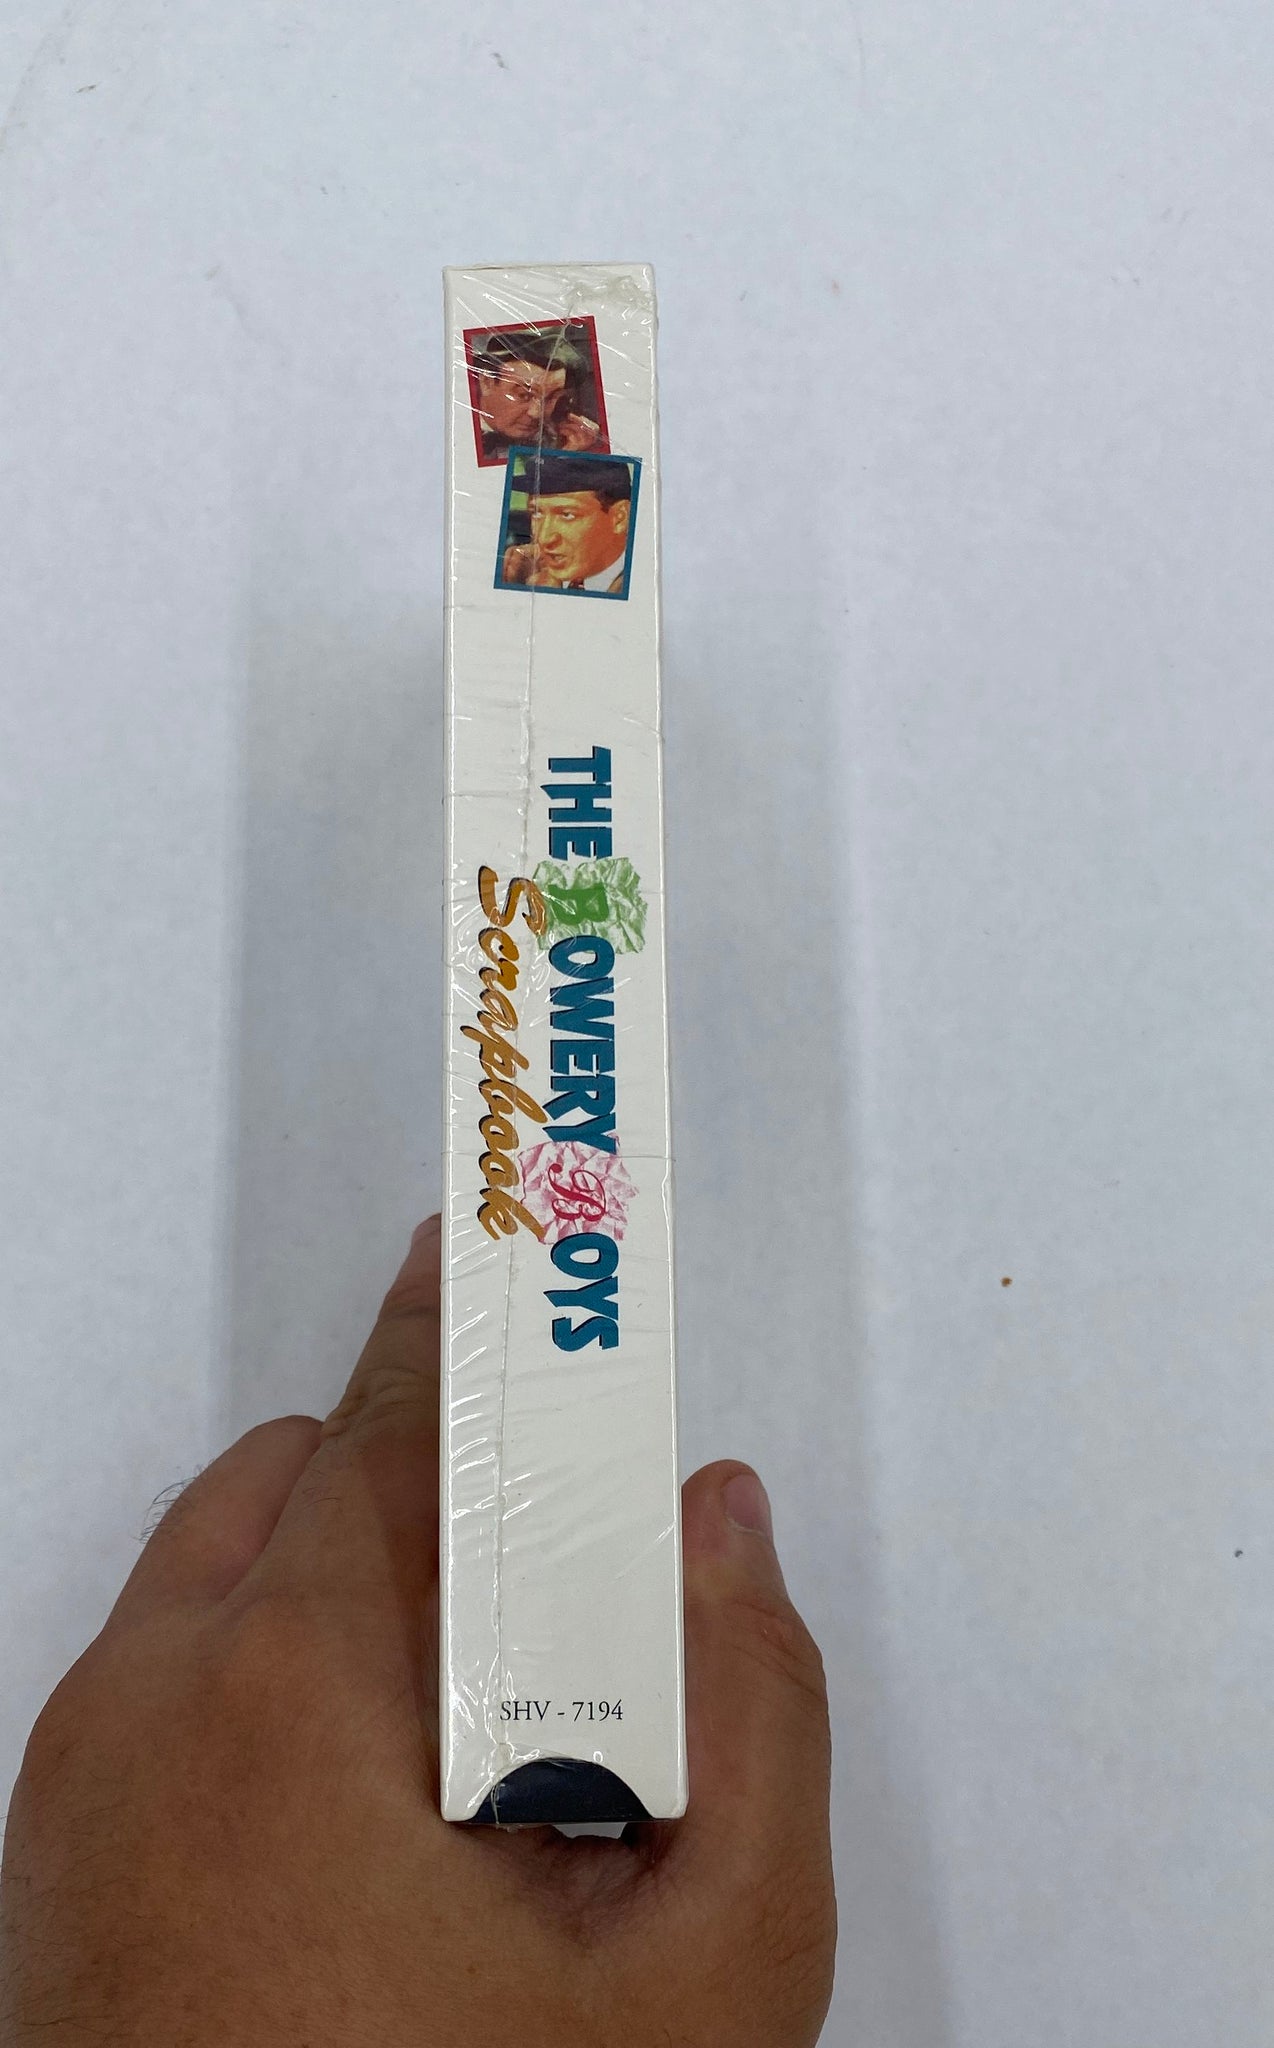 THE BOWERY BOYS
Scrapbook
SHV - 7194